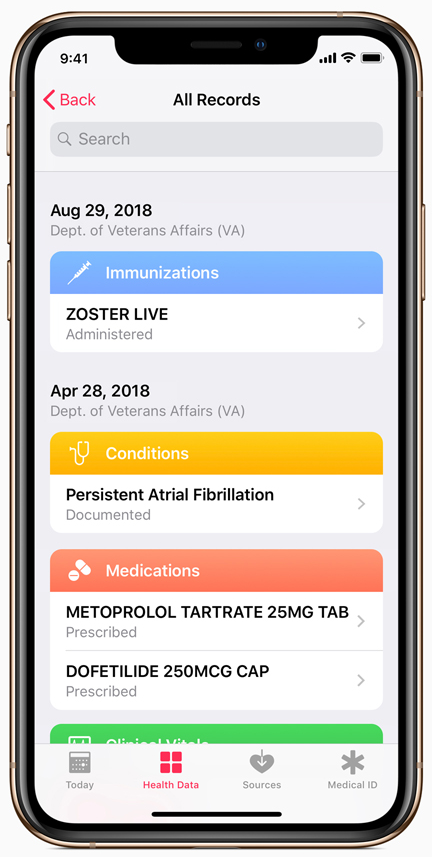 9:41
Back
All Records
Search
Aug 29, 2018
Dept. of Veterans Affairs (VA)
Immunizations
ZOSTER LIVE
Administered
Apr 28, 2018
Dept. of Veterans Affairs (VA)
Conditions
Persistent Atrial Fibrillation
Documented
Medications
METOPROLOL TARTRATE 25MG TAB
Prescribed
DOFETILIDE 250MCG CAP
Prescribed
Clinical Vitals
Today
Health Data
Sources
Medical ID